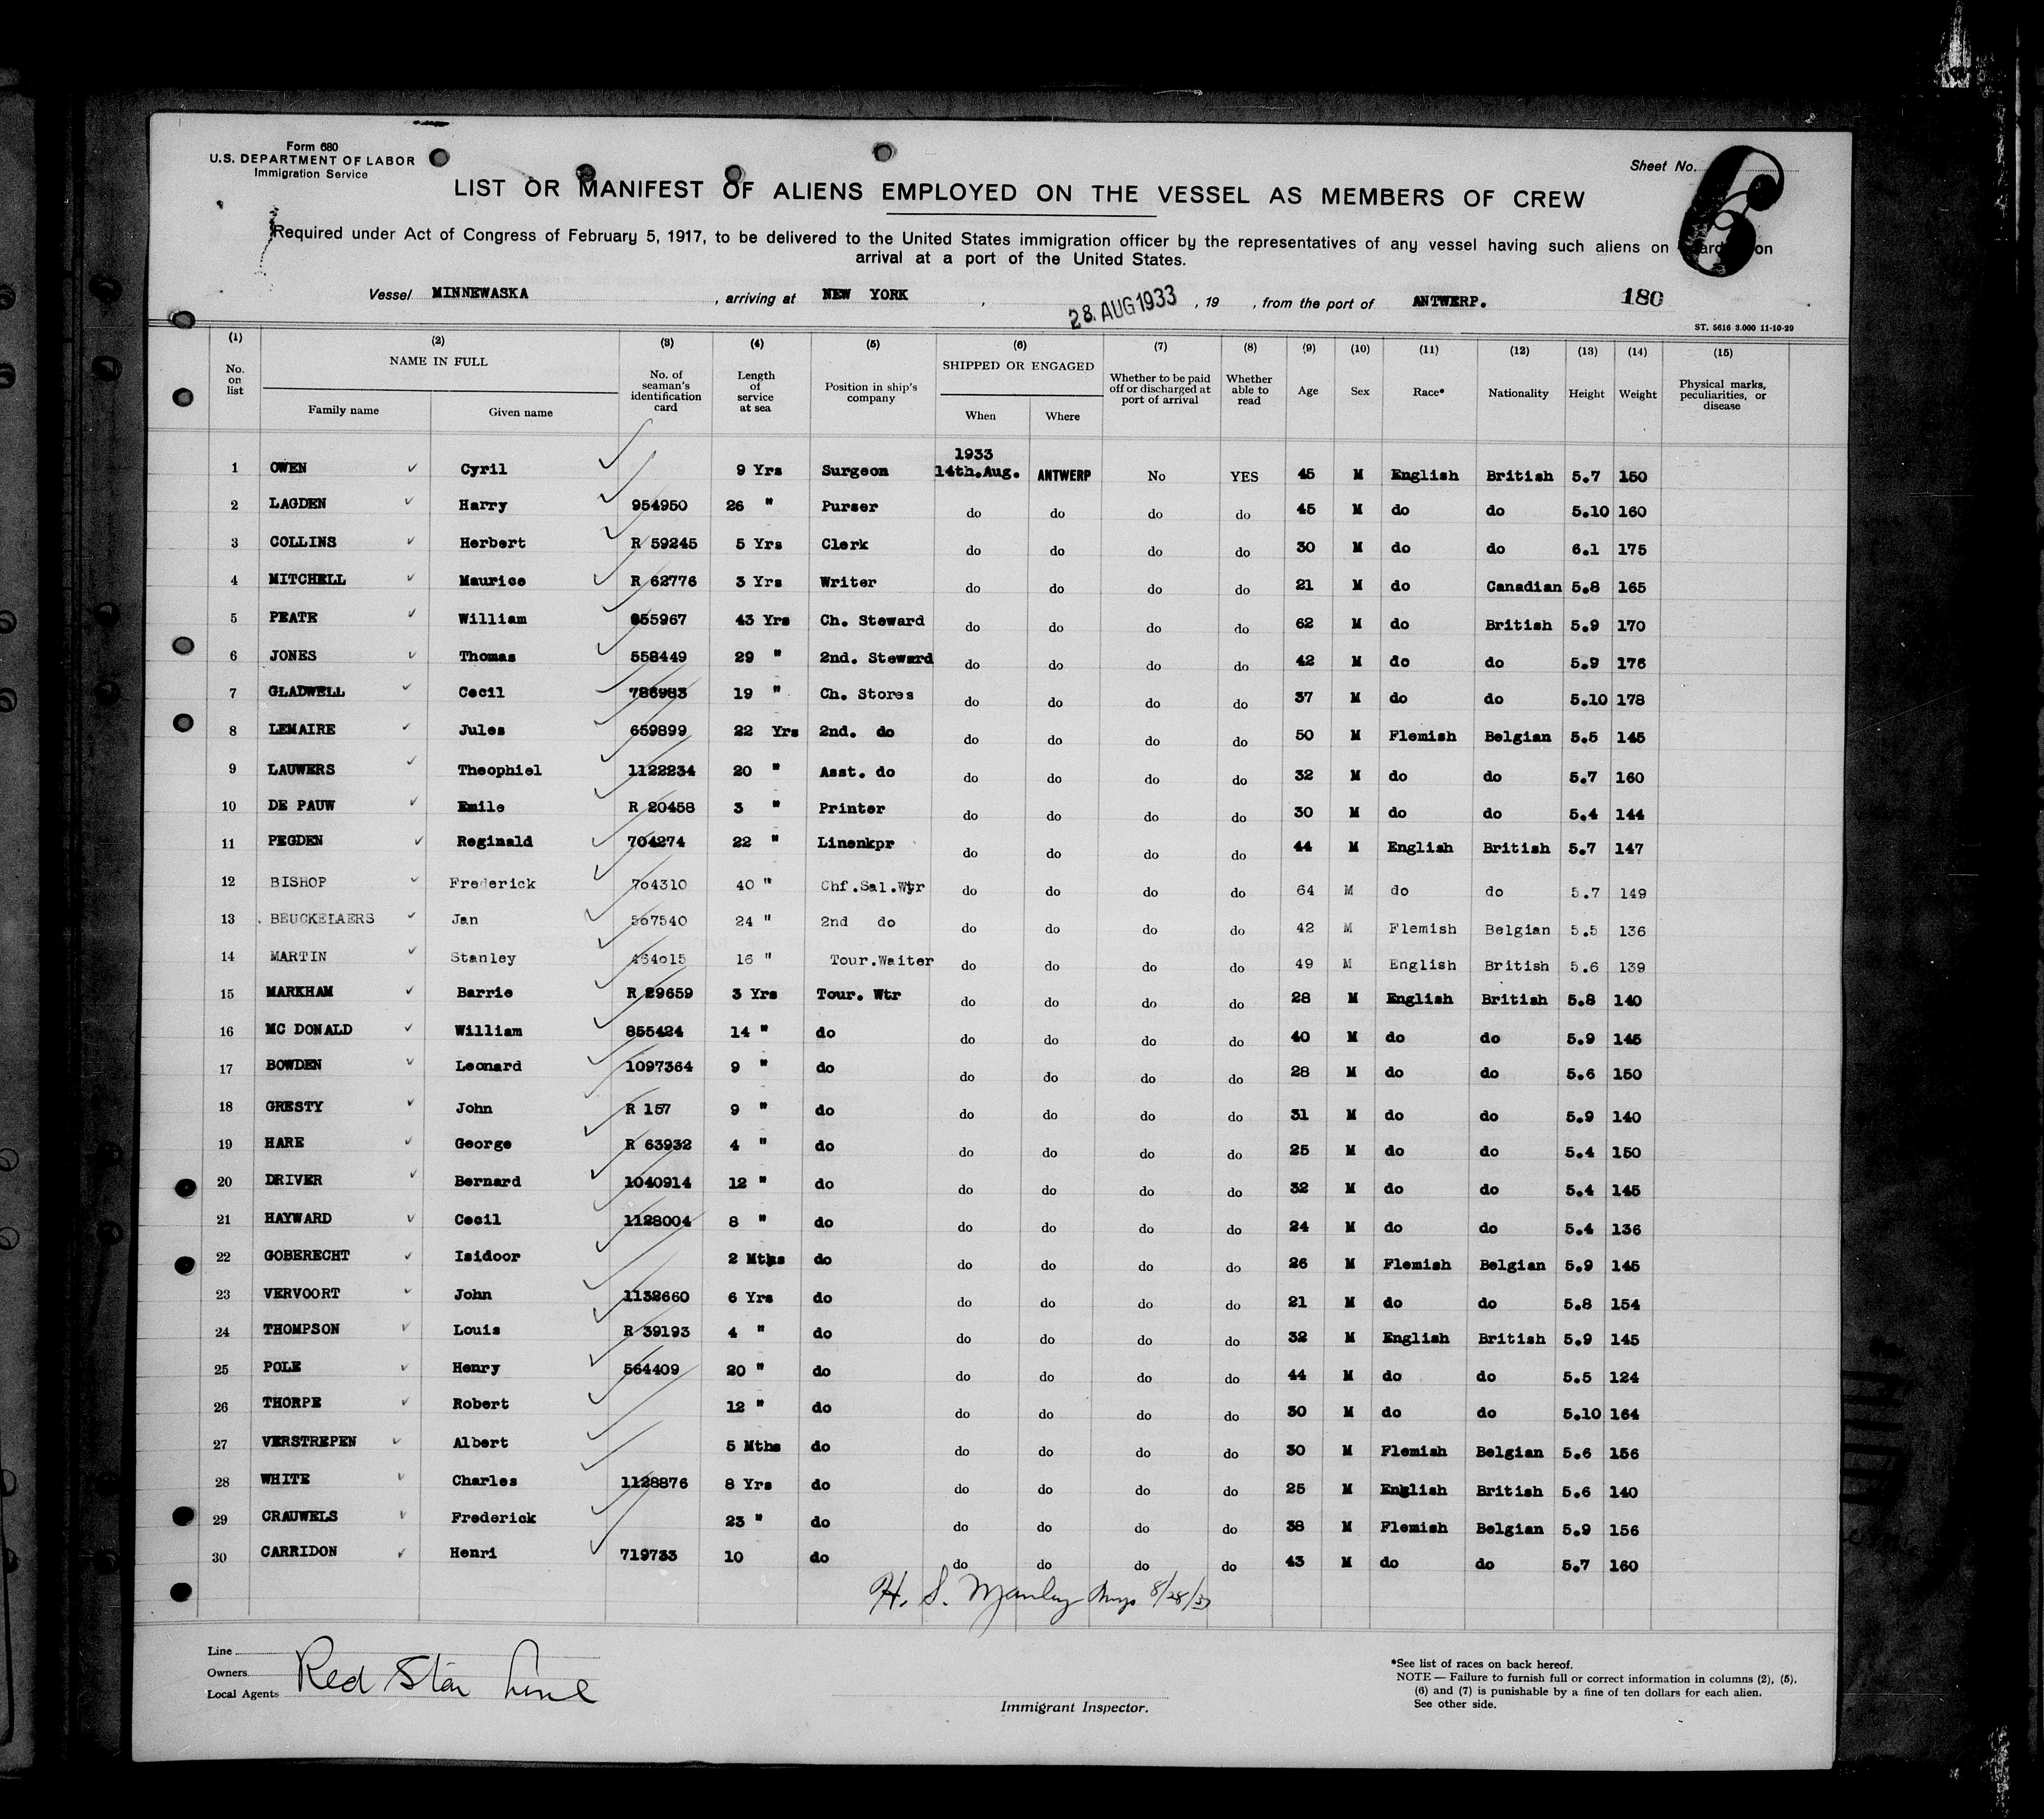 Form 680
U.S. DEPARTMENT OF LABOR
Immigration Service
Sheet No. 6
LIST OR MANIFEST OF ALIENS EMPLOYED ON THE VESSEL AS MEMBERS OF CREW
Required under Act of Congress of February 5, 1917, to be delivered to the United States immigration officer by the representatives of any vessel having such aliens on board upon
arrival at a port of the United States.
Vessel MINNEWASKA , arriving at NEW YORK , 28. AUG 1933 , 19 , from the port of ANTWERP. 180
ST. 5616 3.000 11-10-29
(1) (2) (3) (4) (5) (6) (7) (8) (9) (10) (11) (12) (13) (14) (15)
No. on list NAME IN FULL Family name Given name No. of seaman's identification card Length of service at sea Position in ship's company SHIPPED OR ENGAGED When Where Whether to be paid off or discharged at port of arrival Whether able to read Age Sex Race* Nationality Height Weight Physical marks, peculiarities, or disease
1 OWEN Cyril 9 Yrs Surgeon 1933 14th.Aug. ANTWERP No YES 45 M English British 5.7 150
2 LAGDEN Harry 954950 26 " Purser do do do do 45 M do do 5.10 160
3 COLLINS Herbert R 59245 5 Yrs Clerk do do do do 30 M do do 6.1 175
4 MITCHELL Maurice R 62776 3 Yrs Writer do do do do 21 M do Canadian 5.8 165
5 PEATE William 43 Yrs Ch. Steward do do do do 62 M do British 5.9 170
6 JONES Thomas 558449 29 " 2nd. Steward do do do do 42 M do do 5.9 176
7 GLADWELL Cecil 786983 19 " Ch. Stores do do do do 37 M do do 5.10 178
8 LEMAIRE Jules 659899 22 Yrs 2nd. do do do do do 50 M Flemish Belgian 5.5 145
9 LAUWERS Theophiel 1122234 20 " Asst. do do do do do 32 M do do 5.7 160
10 DE PAUW Emile R 20458 3 " Printer do do do do 30 M do do 5.4 144
11 PEGDEN Reginald 704274 22 " Linenkpr do do do do 44 M English British 5.7 147
12 BISHOP Frederick 704310 40 " Chf.Sal.Wtr do do do do 64 M do do 5.7 149
13 BEUCKELAERS Jan 567540 24 " 2nd do do do do do 42 M Flemish Belgian 5.5 136
14 MARTIN Stanley 464015 16 " Tour.Waiter do do do do 49 M English British 5.6 139
15 MARKHAM Barrie R 29659 3 Yrs Tour. Wtr do do do do 28 M English British 5.8 140
16 MC DONALD William 855424 14 " do do do do do 40 M do do 5.9 145
17 BOWDEN Leonard 1097364 9 " do do do do do 28 M do do 5.6 150
18 GRESTY John R 157 9 " do do do do do 31 M do do 5.9 140
19 HARE George R 63932 4 " do do do do do 25 M do do 5.4 150
20 DRIVER Bernard 1040914 12 " do do do do do 32 M do do 5.4 145
21 HAYWARD Cecil 1128004 8 " do do do do do 24 M do do 5.4 136
22 GOBERECHT Isidoor 2 Mths do do do do do 26 M Flemish Belgian 5.9 145
23 VERVOORT John 1132660 6 Yrs do do do do do 21 M do do 5.8 154
24 THOMPSON Louis R 39193 4 " do do do do do 32 M English British 5.9 145
25 POLE Henry 564409 20 " do do do do do 44 M do do 5.5 124
26 THORPE Robert 12 " do do do do do 30 M do do 5.10 164
27 VERSTREPEN Albert 5 Mths do do do do do 30 M Flemish Belgian 5.6 156
28 WHITE Charles 1128876 8 Yrs do do do do do 25 M English British 5.6 140
29 CRAUWELS Frederick 23 " do do do do do 38 M Flemish Belgian 5.9 156
30 CARRIDON Henri 719733 10 do do do do do 43 M do do 5.7 160
H. S. Manley 8/28/33
Line
Owners
Local Agents Red Star Line
Immigrant Inspector.
*See list of races on back hereof.
NOTE — Failure to furnish full or correct information in columns (2), (5),
(6) and (7) is punishable by a fine of ten dollars for each alien.
See other side.